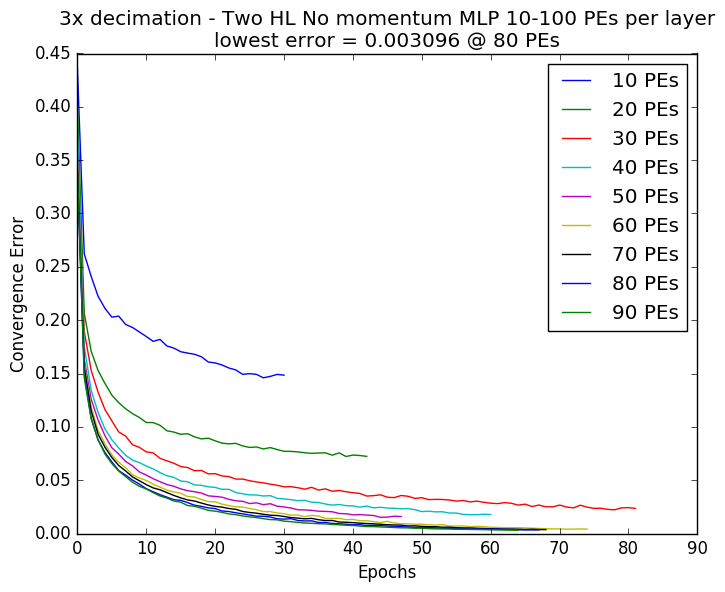 3x decimation - Two HL No momentum MLP 10-100 PEs per layer
lowest error = 0.003096 @ 80 PEs
0.45
0.40
0.35
0.30
0.25
0.20
0.15
0.10
0.05
0.00
Convergence Error
10 PEs
20 PEs
30 PEs
40 PEs
50 PEs
60 PEs
70 PEs
80 PEs
90 PEs
0 10 20 30 40 50 60 70 80 90
Epochs